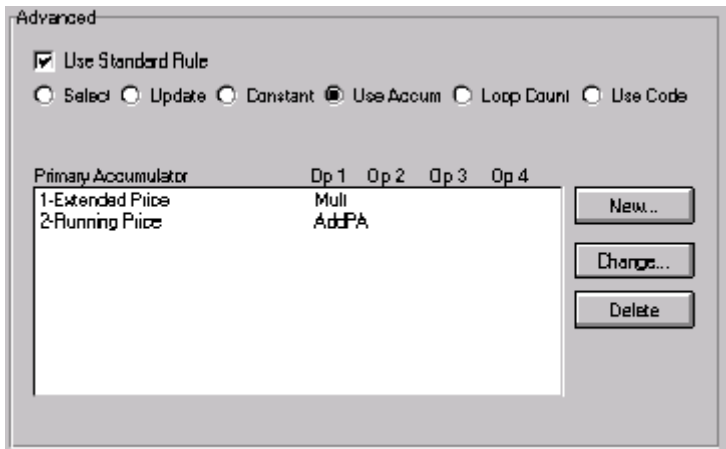 Advanced
Use Standard Rule
Select Update Constant Use Accum Loop Count Use Code
Primary Accumulator Op 1 Op 2 Op 3 Op 4
1-Extended Price Mult
2-Running Price AddPA
New...
Change...
Delete